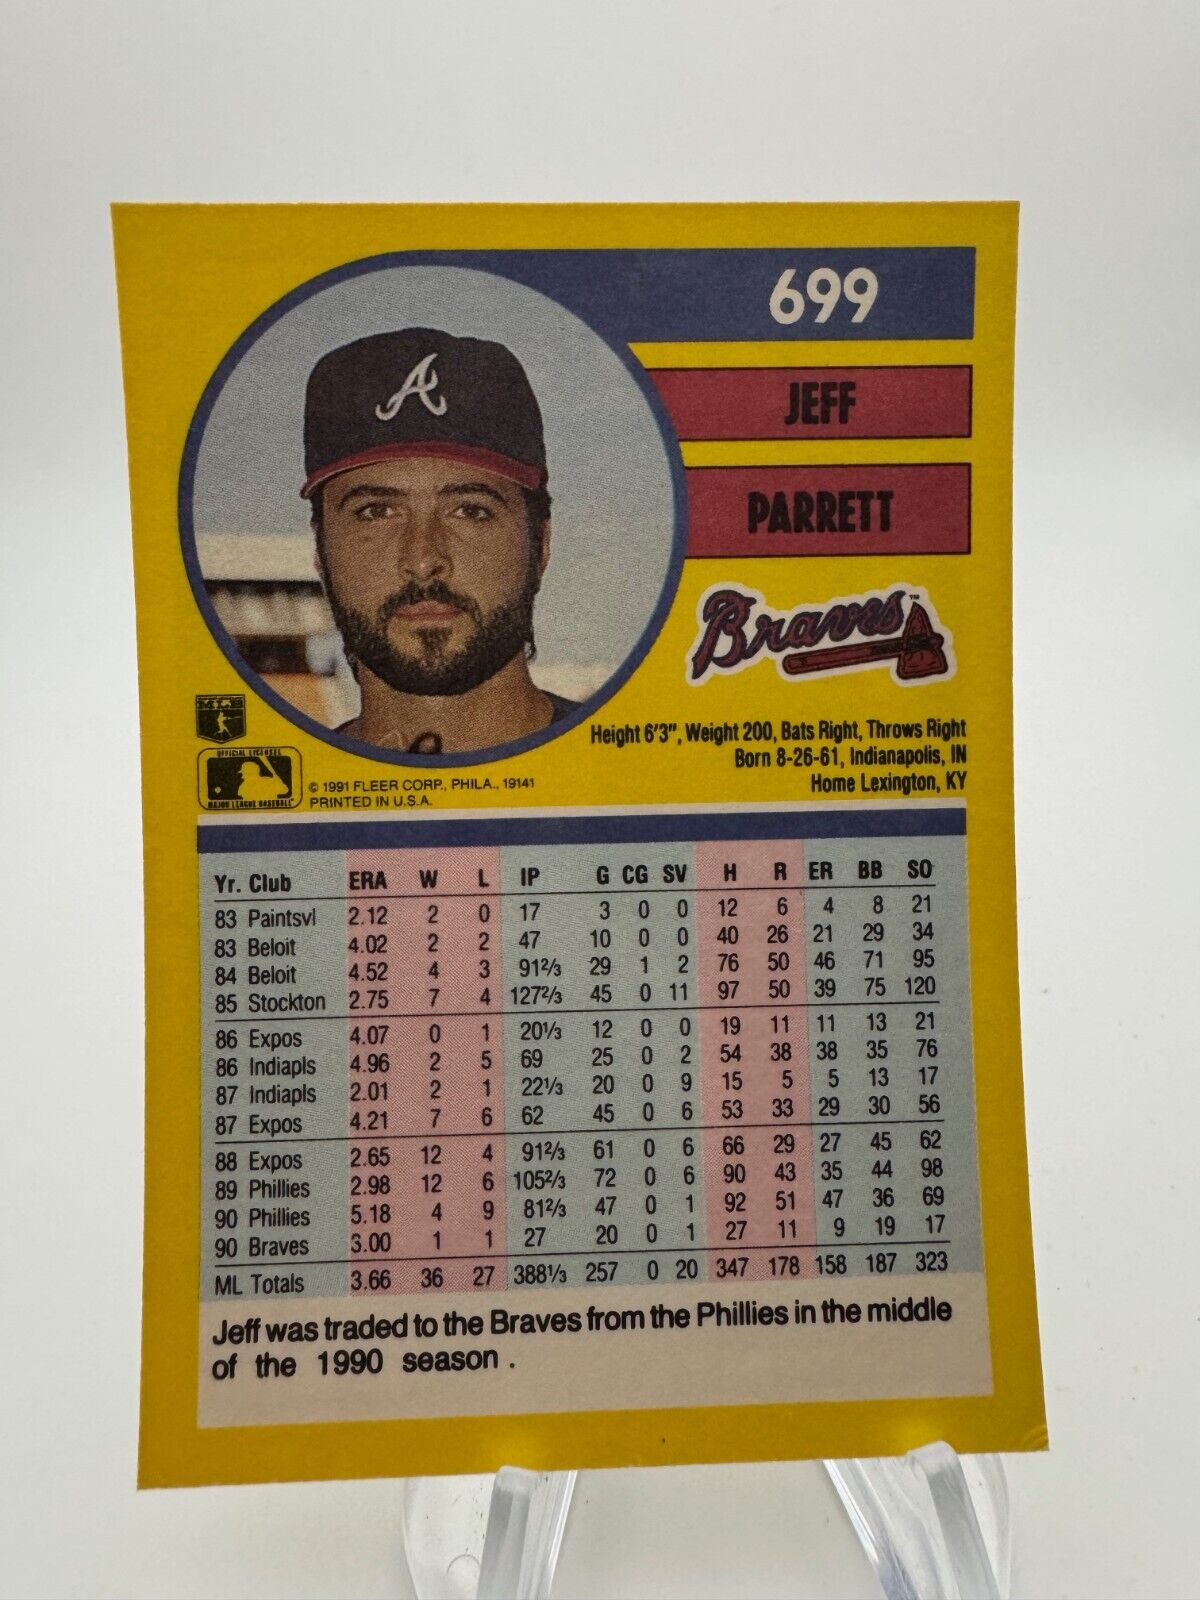 699
JEFF
PARRETT
A
Braves™
MLB
OFFICIAL LICENSEE
MAJOR LEAGUE BASEBALL
© 1991 FLEER CORP., PHILA., 19141
PRINTED IN U.S.A.
Height 6'3", Weight 200, Bats Right, Throws Right
Born 8-26-61, Indianapolis, IN
Home Lexington, KY
Yr. Club ERA W L IP G CG SV H R ER BB SO
83 Paintsvl 2.12 2 0 17 3 0 0 12 6 4 8 21
83 Beloit 4.02 2 2 47 10 0 0 40 26 21 29 34
84 Beloit 4.52 4 3 912/3 29 1 2 76 50 46 71 95
85 Stockton 2.75 7 4 1272/3 45 0 11 97 50 39 75 120
86 Expos 4.07 0 1 201/3 12 0 0 19 11 11 13 21
86 Indiapls 4.96 2 5 69 25 0 2 54 38 38 35 76
87 Indiapls 2.01 2 1 221/3 20 0 9 15 5 5 13 17
87 Expos 4.21 7 6 62 45 0 6 53 33 29 30 56
88 Expos 2.65 12 4 912/3 61 0 6 66 29 27 45 62
89 Phillies 2.98 12 6 1052/3 72 0 6 90 43 35 44 98
90 Phillies 5.18 4 9 812/3 47 0 1 92 51 47 36 69
90 Braves 3.00 1 1 27 20 0 1 27 11 9 19 17
ML Totals 3.66 36 27 3881/3 257 0 20 347 178 158 187 323
Jeff was traded to the Braves from the Phillies in the middle
of the 1990 season .